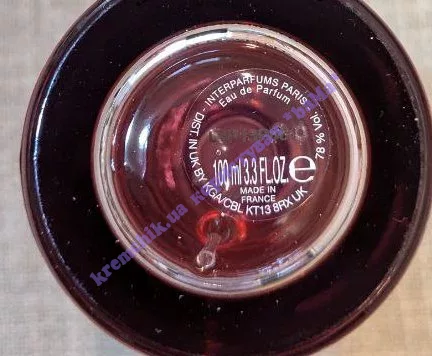 INTERPARFUMS PARIS -
Eau de Parfum
100 ml 3.3 FL.OZ e
MADE IN
FRANCE
DIST. IN UK BY KGA/CBL KT13 8RX UK
78 % Vol.
kremnik.ua